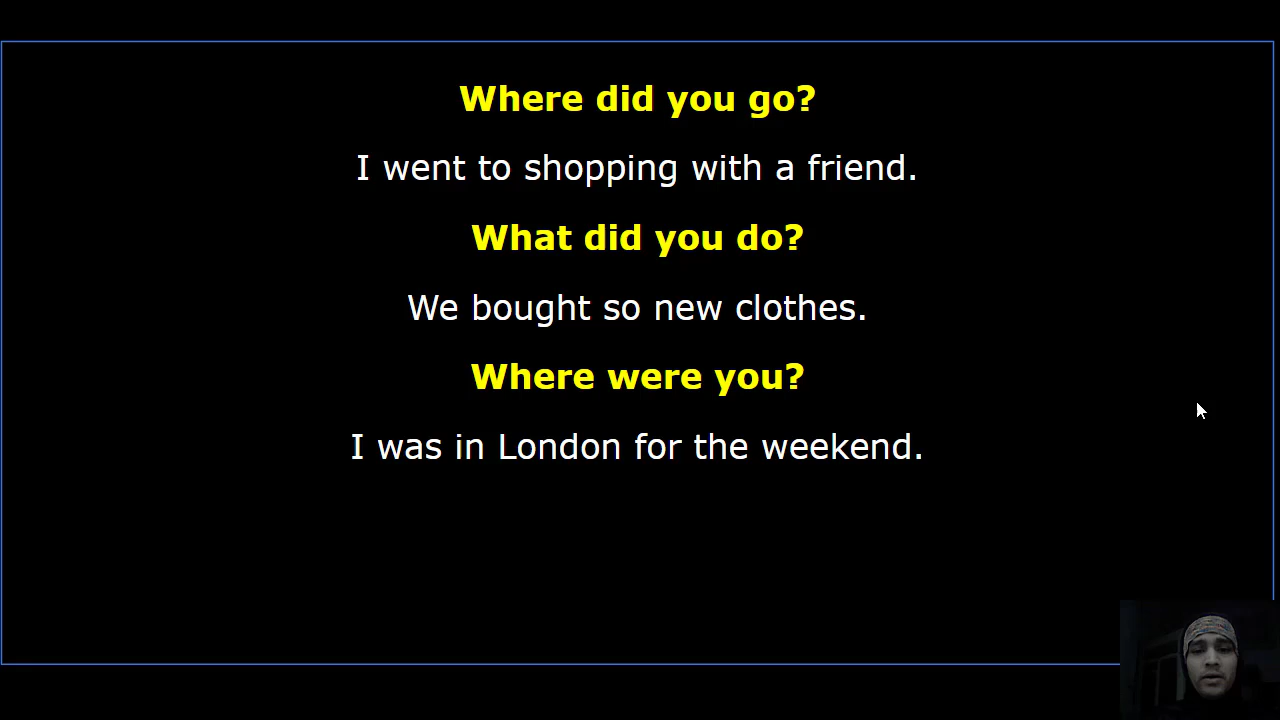 Where did you go?
I went to shopping with a friend.
What did you do?
We bought so new clothes.
Where were you?
I was in London for the weekend.